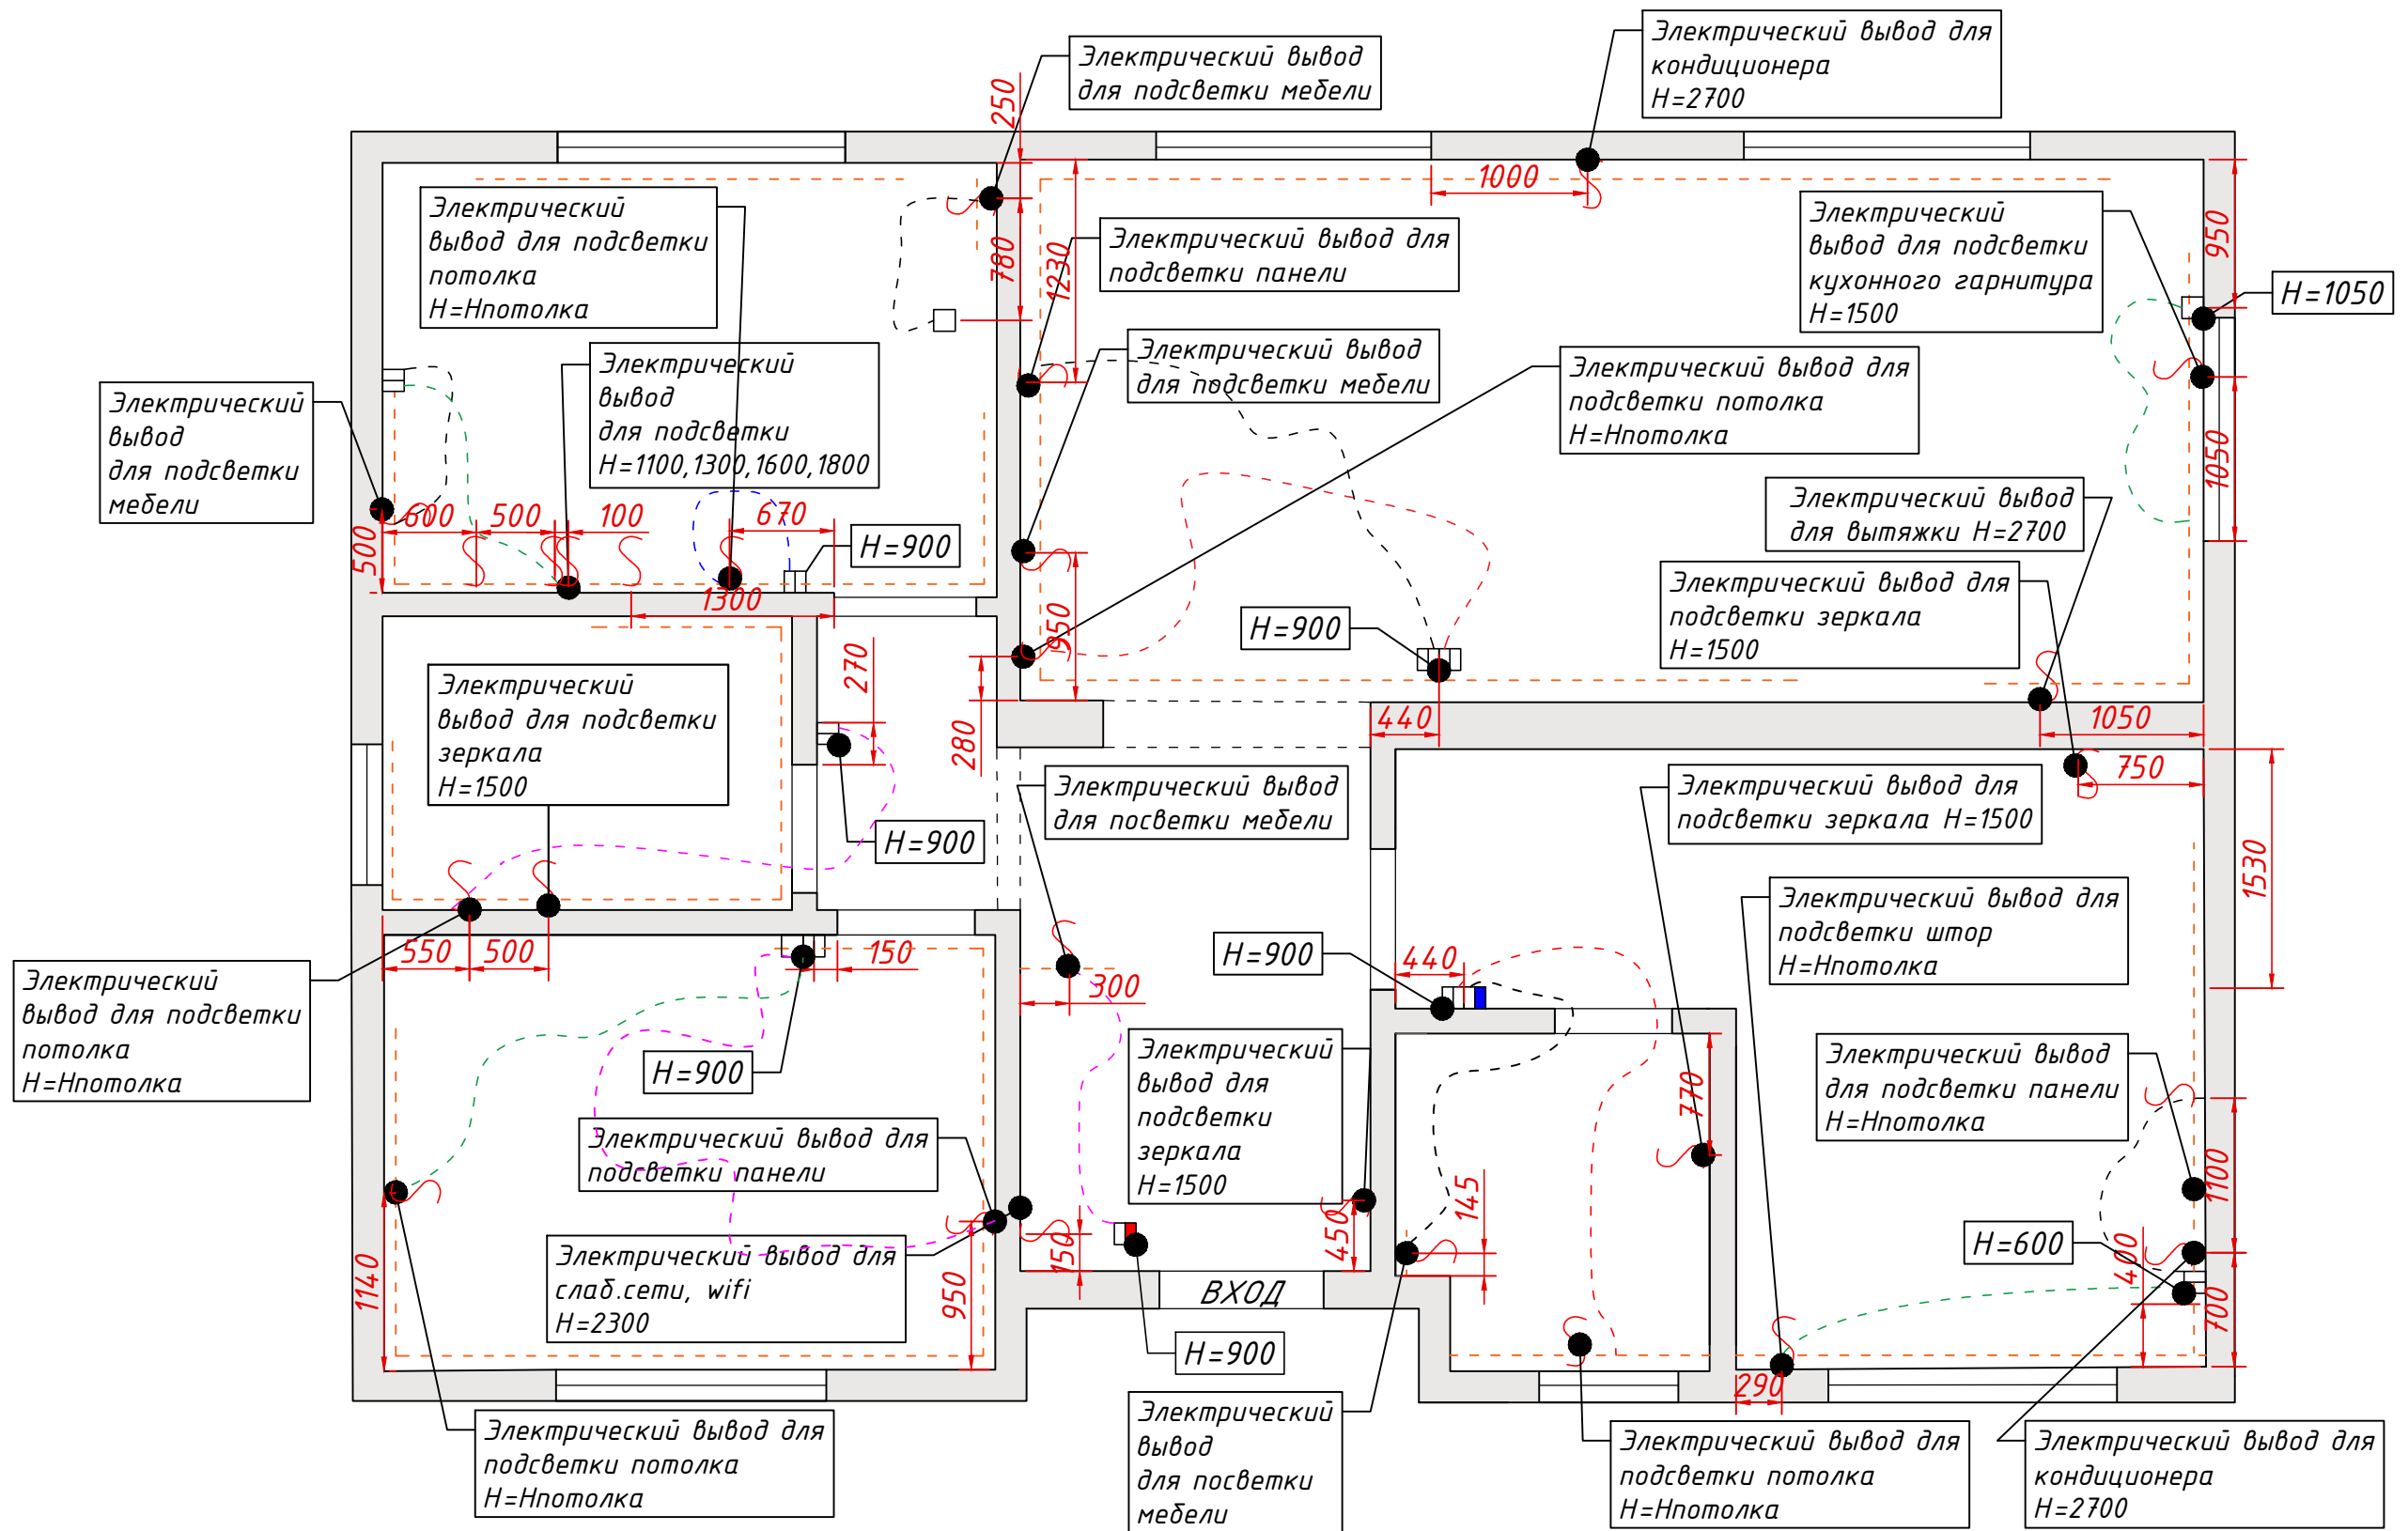 Электрический вывод для
кондиционера
H=2700
Электрический вывод
для подсветки мебели
250
Электрический
вывод для подсветки
потолка
H=Hпотолка
1000
Электрический
вывод для подсветки
кухонного гарнитура
H=1500
950
H=1050
780
1230
Электрический вывод для
подсветки панели
Электрический
вывод
для подсветки
H=1100,1300,1600,1800
Электрический вывод
для подсветки мебели
Электрический вывод для
подсветки потолка
H=Hпотолка
Электрический
вывод
для подсветки
мебели
1050
500
600
500
100
670
H=900
Электрический вывод
для вытяжки H=2700
1300
950
H=900
Электрический вывод для
подсветки зеркала
H=1500
270
280
440
1050
Электрический
вывод для подсветки
зеркала
H=1500
H=900
Электрический вывод
для посветки мебели
Электрический вывод для
подсветки зеркала H=1500
750
1530
Электрический вывод для
подсветки штор
H=Hпотолка
550
500
150
300
H=900
440
Электрический
вывод для подсветки
потолка
H=Hпотолка
H=900
Электрический
вывод для
подсветки
зеркала
H=1500
770
Электрический вывод
для подсветки панели
H=Hпотолка
Электрический вывод для
подсветки панели
1100
145
Электрический вывод для
слаб.сети, wifi
H=2300
1140
950
150
450
H=600
400
700
ВХОД
H=900
290
Электрический вывод для
подсветки потолка
H=Hпотолка
Электрический
вывод
для посветки
мебели
Электрический вывод для
подсветки потолка
H=Hпотолка
Электрический вывод для
кондиционера
H=2700